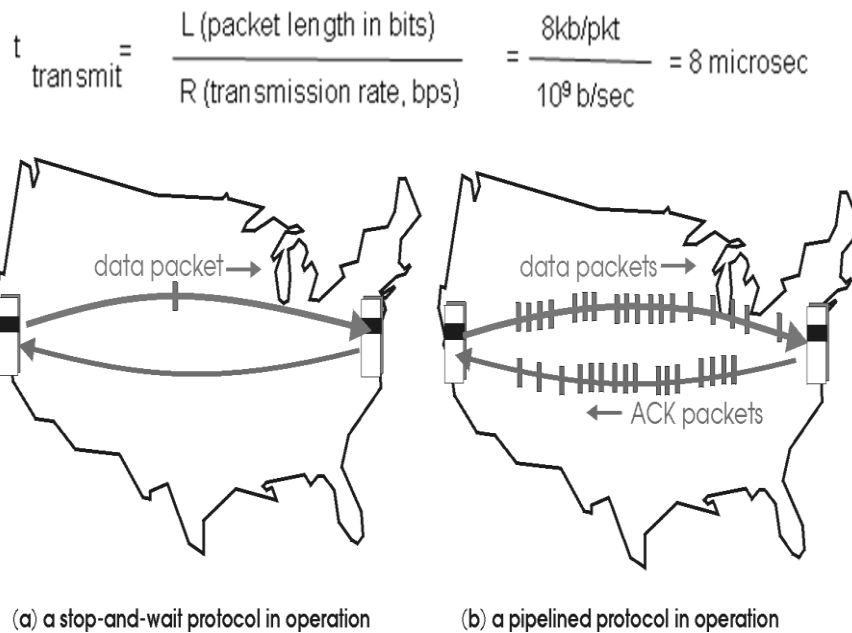 t transmit = L (packet length in bits) / R (transmission rate, bps) = 8kb/pkt / 10⁹ b/sec = 8 microsec
data packet
data packets
ACK packets
(a) a stop-and-wait protocol in operation
(b) a pipelined protocol in operation